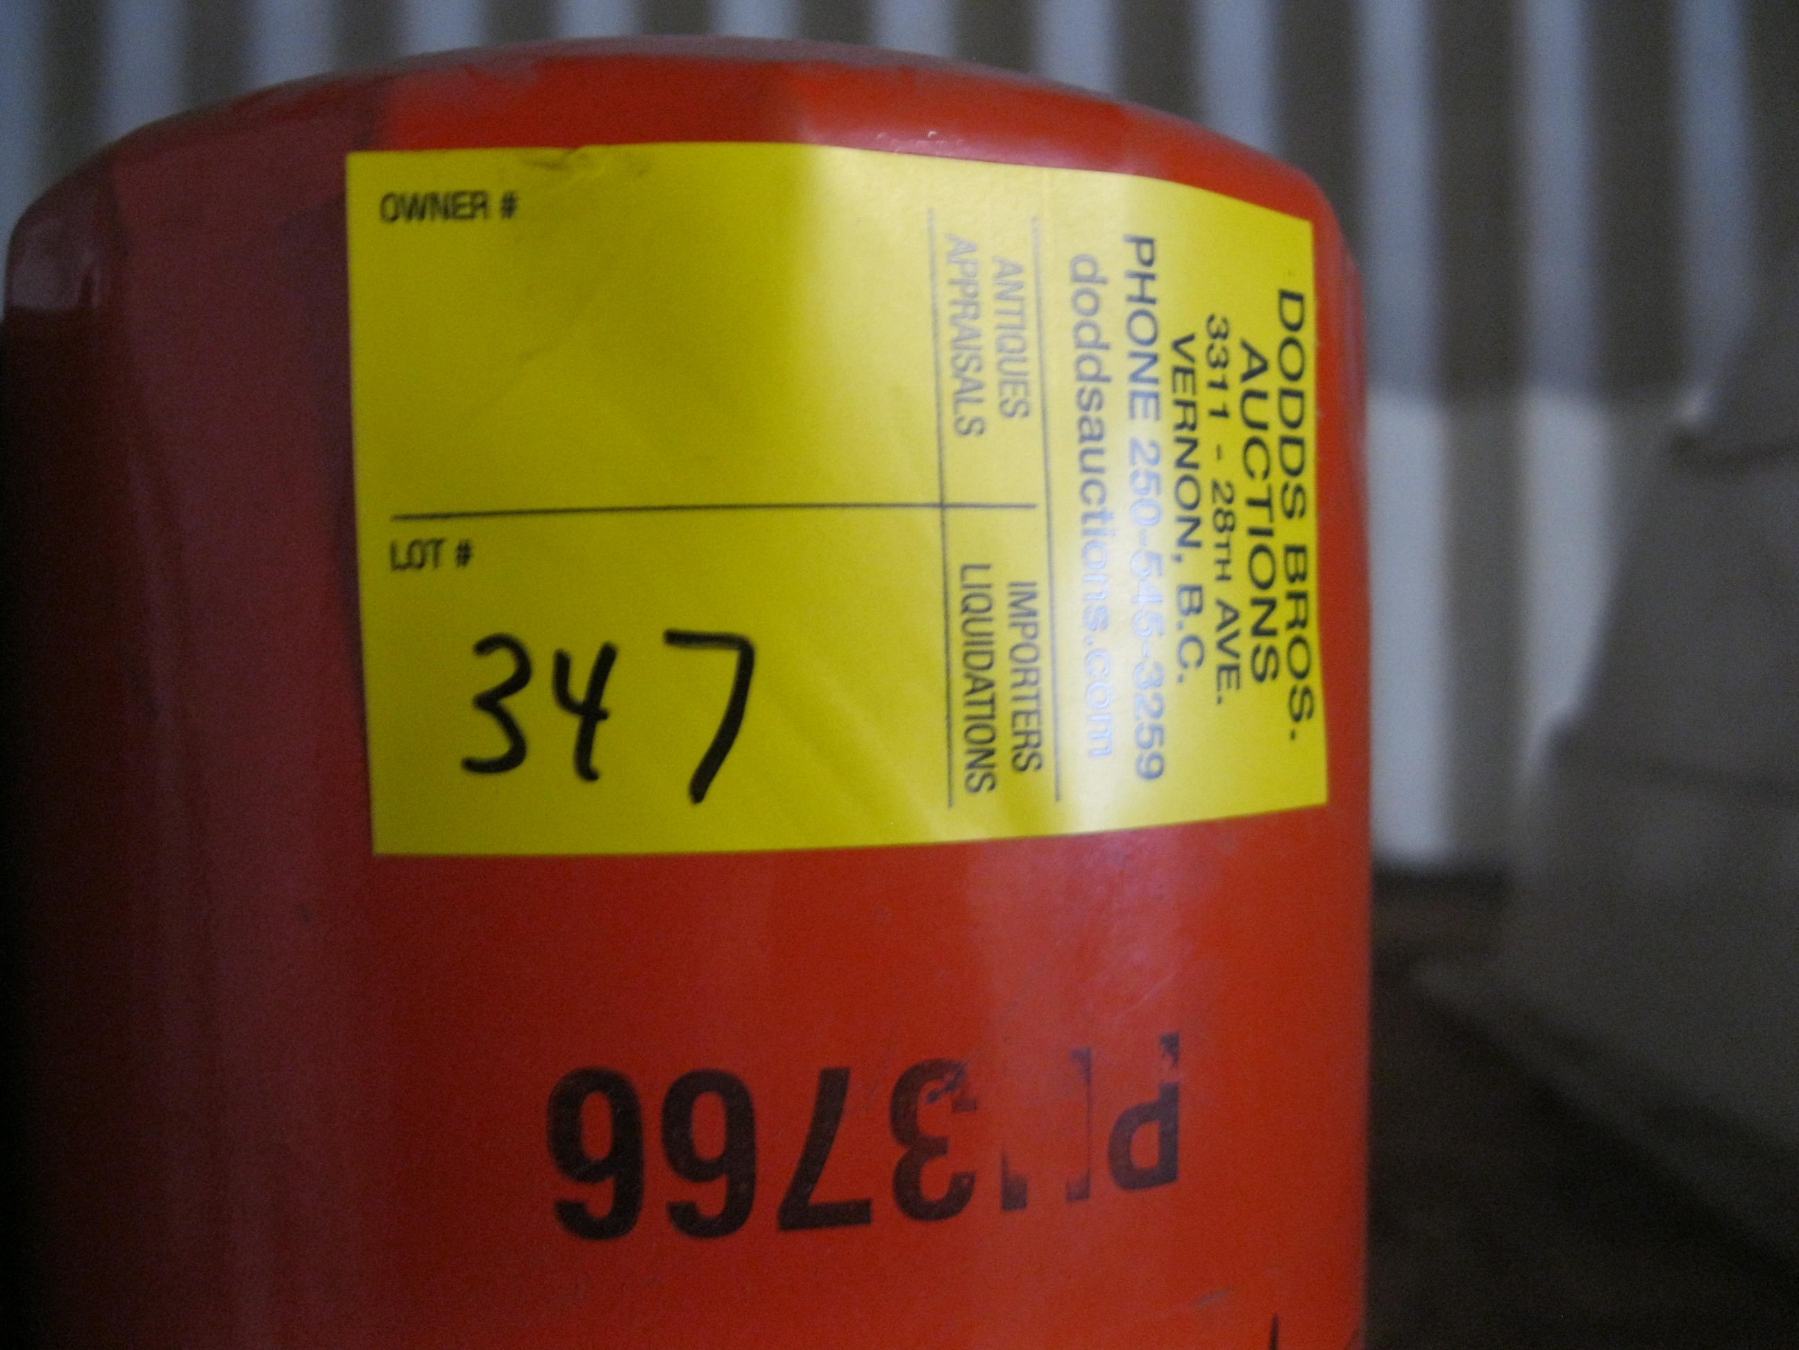 DODDS BROS.
AUCTIONS
3311 - 28TH AVE.
VERNON, B.C.
PHONE 250-545-3259
doddsauctions.com
ANTIQUES
APPRAISALS
IMPORTERS
LIQUIDATIONS
OWNER #
LOT #
347